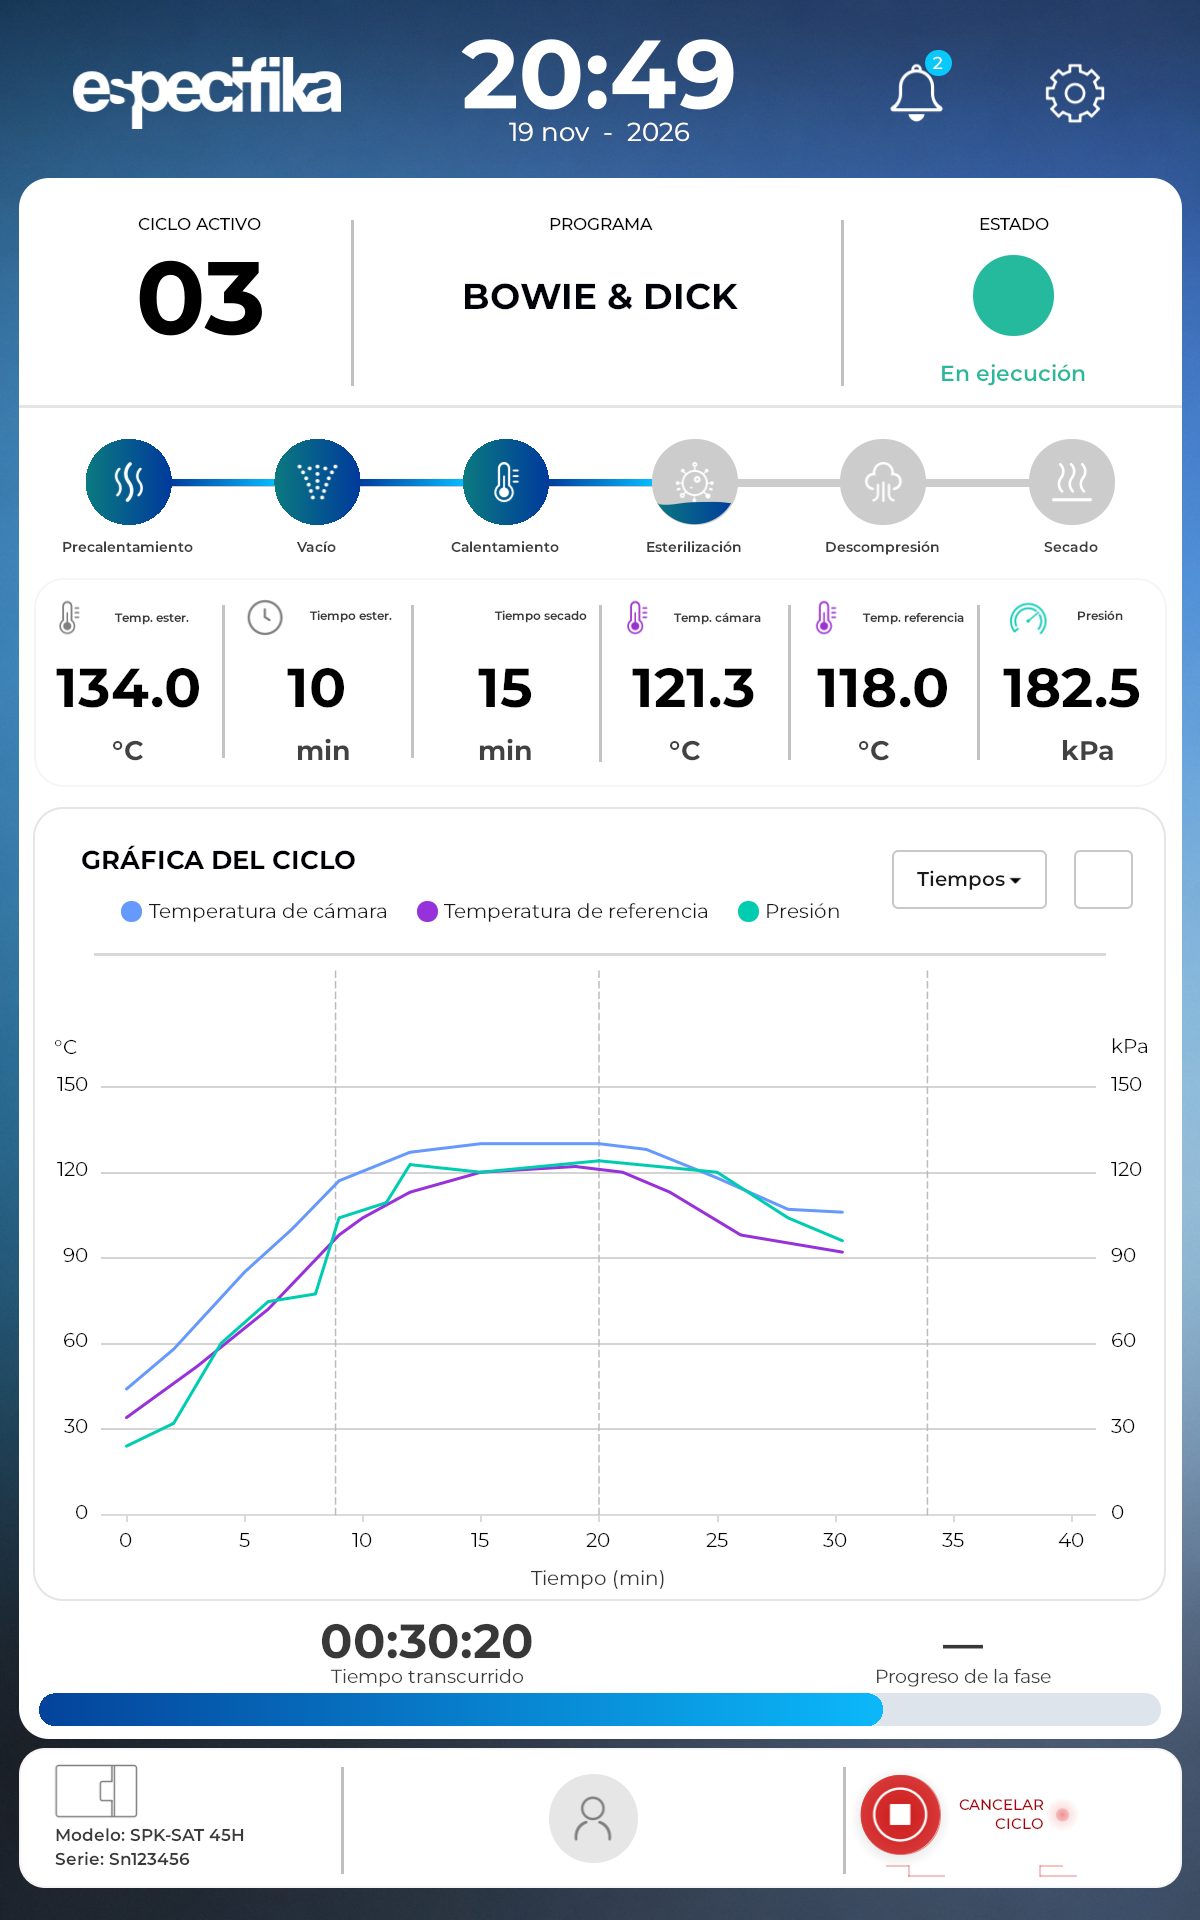 especifika
20:49
19 nov - 2026
2
CICLO ACTIVO
03
PROGRAMA
BOWIE & DICK
ESTADO
En ejecución
Precalentamiento
Vacío
Calentamiento
Esterilización
Descompresión
Secado
Temp. ester.
134.0
°C
Tiempo ester.
10
min
Tiempo secado
15
min
Temp. cámara
121.3
°C
Temp. referencia
118.0
°C
Presión
182.5
kPa
GRÁFICA DEL CICLO
Tiempos
Temperatura de cámara
Temperatura de referencia
Presión
°C
kPa
150
150
120
120
90
90
60
60
30
30
0
0
0 5 10 15 20 25 30 35 40
Tiempo (min)
00:30:20
Tiempo transcurrido
—
Progreso de la fase
Modelo: SPK-SAT 45H
Serie: Sn123456
CANCELAR
CICLO